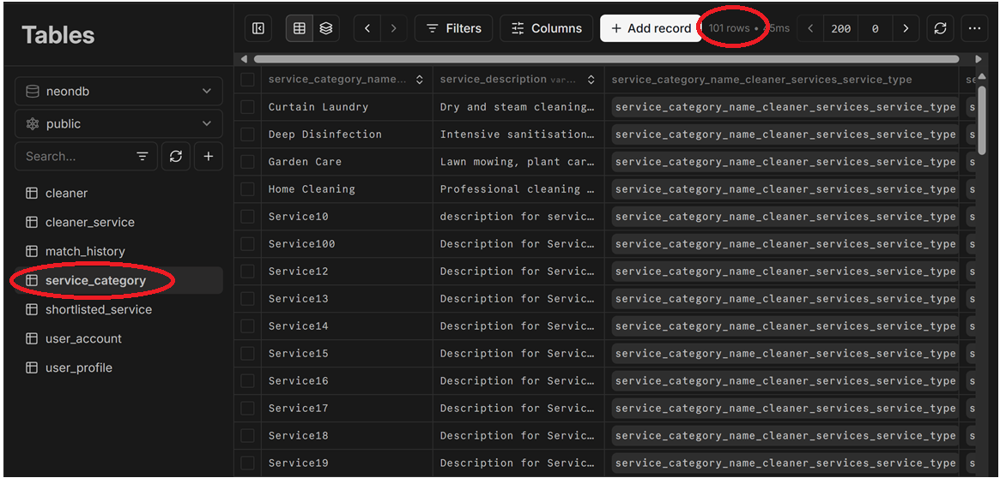 Tables
neondb
public
Search...
cleaner
cleaner_service
match_history
service_category
shortlisted_service
user_account
user_profile
Filters
Columns
+ Add record
101 rows • 45ms
200
0
service_category_name... service_description var... service_category_name_cleaner_services_service_type se
Curtain Laundry Dry and steam cleaning… service_category_name_cleaner_services_service_type s
Deep Disinfection Intensive sanitisation… service_category_name_cleaner_services_service_type s
Garden Care Lawn mowing, plant car… service_category_name_cleaner_services_service_type s
Home Cleaning Professional cleaning … service_category_name_cleaner_services_service_type s
Service10 description for servic… service_category_name_cleaner_services_service_type s
Service100 Description for Servic… service_category_name_cleaner_services_service_type s
Service12 Description for Servic… service_category_name_cleaner_services_service_type s
Service13 Description for Servic… service_category_name_cleaner_services_service_type s
Service14 Description for Servic… service_category_name_cleaner_services_service_type s
Service15 Description for Servic… service_category_name_cleaner_services_service_type s
Service16 Description for Servic… service_category_name_cleaner_services_service_type s
Service17 Description for Servic… service_category_name_cleaner_services_service_type s
Service18 Description for Servic… service_category_name_cleaner_services_service_type s
Service19 Description for Servic… service_category_name_cleaner_services_service_type s